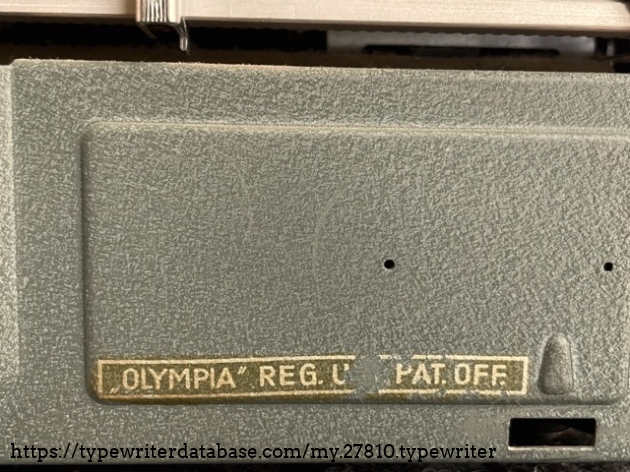 „OLYMPIA" REG. PAT. OFF.
https://typewriterdatabase.com/my.27810.typewriter